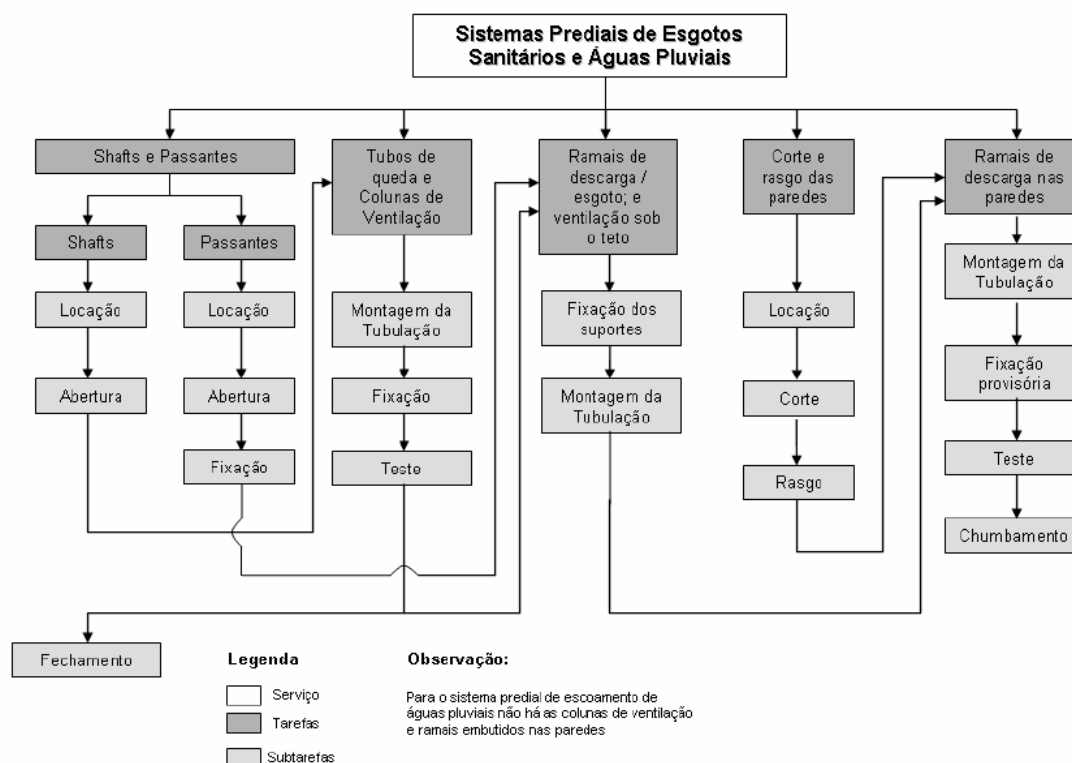 Sistemas Prediais de Esgotos
Sanitários e Águas Pluviais
Shafts e Passantes
Tubos de
queda e
Colunas de
Ventilação
Ramais de
descarga /
esgoto; e
ventilação sob
o teto
Corte e
rasgo das
paredes
Ramais de
descarga nas
paredes
Shafts
Passantes
Locação
Locação
Montagem da
Tubulação
Fixação dos
suportes
Locação
Montagem da
Tubulação
Abertura
Abertura
Fixação
Montagem da
Tubulação
Corte
Fixação
provisória
Fixação
Teste
Rasgo
Teste
Chumbamento
Fechamento
Legenda
Serviço
Tarefas
Subtarefas
Observação:
Para o sistema predial de escoamento de
águas pluviais não há as colunas de ventilação
e ramais embutidos nas paredes